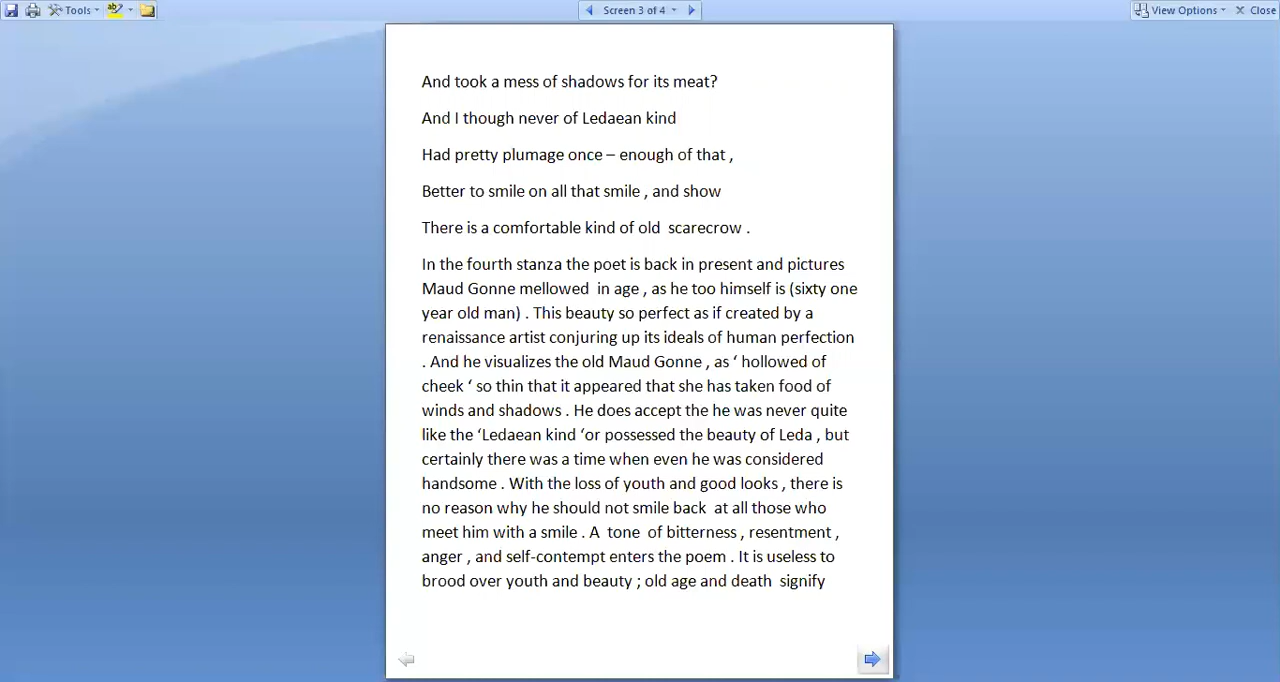 Tools
Screen 3 of 4
View Options
Close
And took a mess of shadows for its meat?
And I though never of Ledaean kind
Had pretty plumage once – enough of that ,
Better to smile on all that smile , and show
There is a comfortable kind of old  scarecrow .
In the fourth stanza the poet is back in present and pictures
Maud Gonne mellowed  in age , as he too himself is (sixty one
year old man) . This beauty so perfect as if created by a
renaissance artist conjuring up its ideals of human perfection
. And he visualizes the old Maud Gonne , as ‘ hollowed of
cheek ‘ so thin that it appeared that she has taken food of
winds and shadows . He does accept the he was never quite
like the ‘Ledaean kind ‘or possessed the beauty of Leda , but
certainly there was a time when even he was considered
handsome . With the loss of youth and good looks , there is
no reason why he should not smile back  at all those who
meet him with a smile . A  tone  of bitterness , resentment ,
anger , and self-contempt enters the poem . It is useless to
brood over youth and beauty ; old age and death  signify